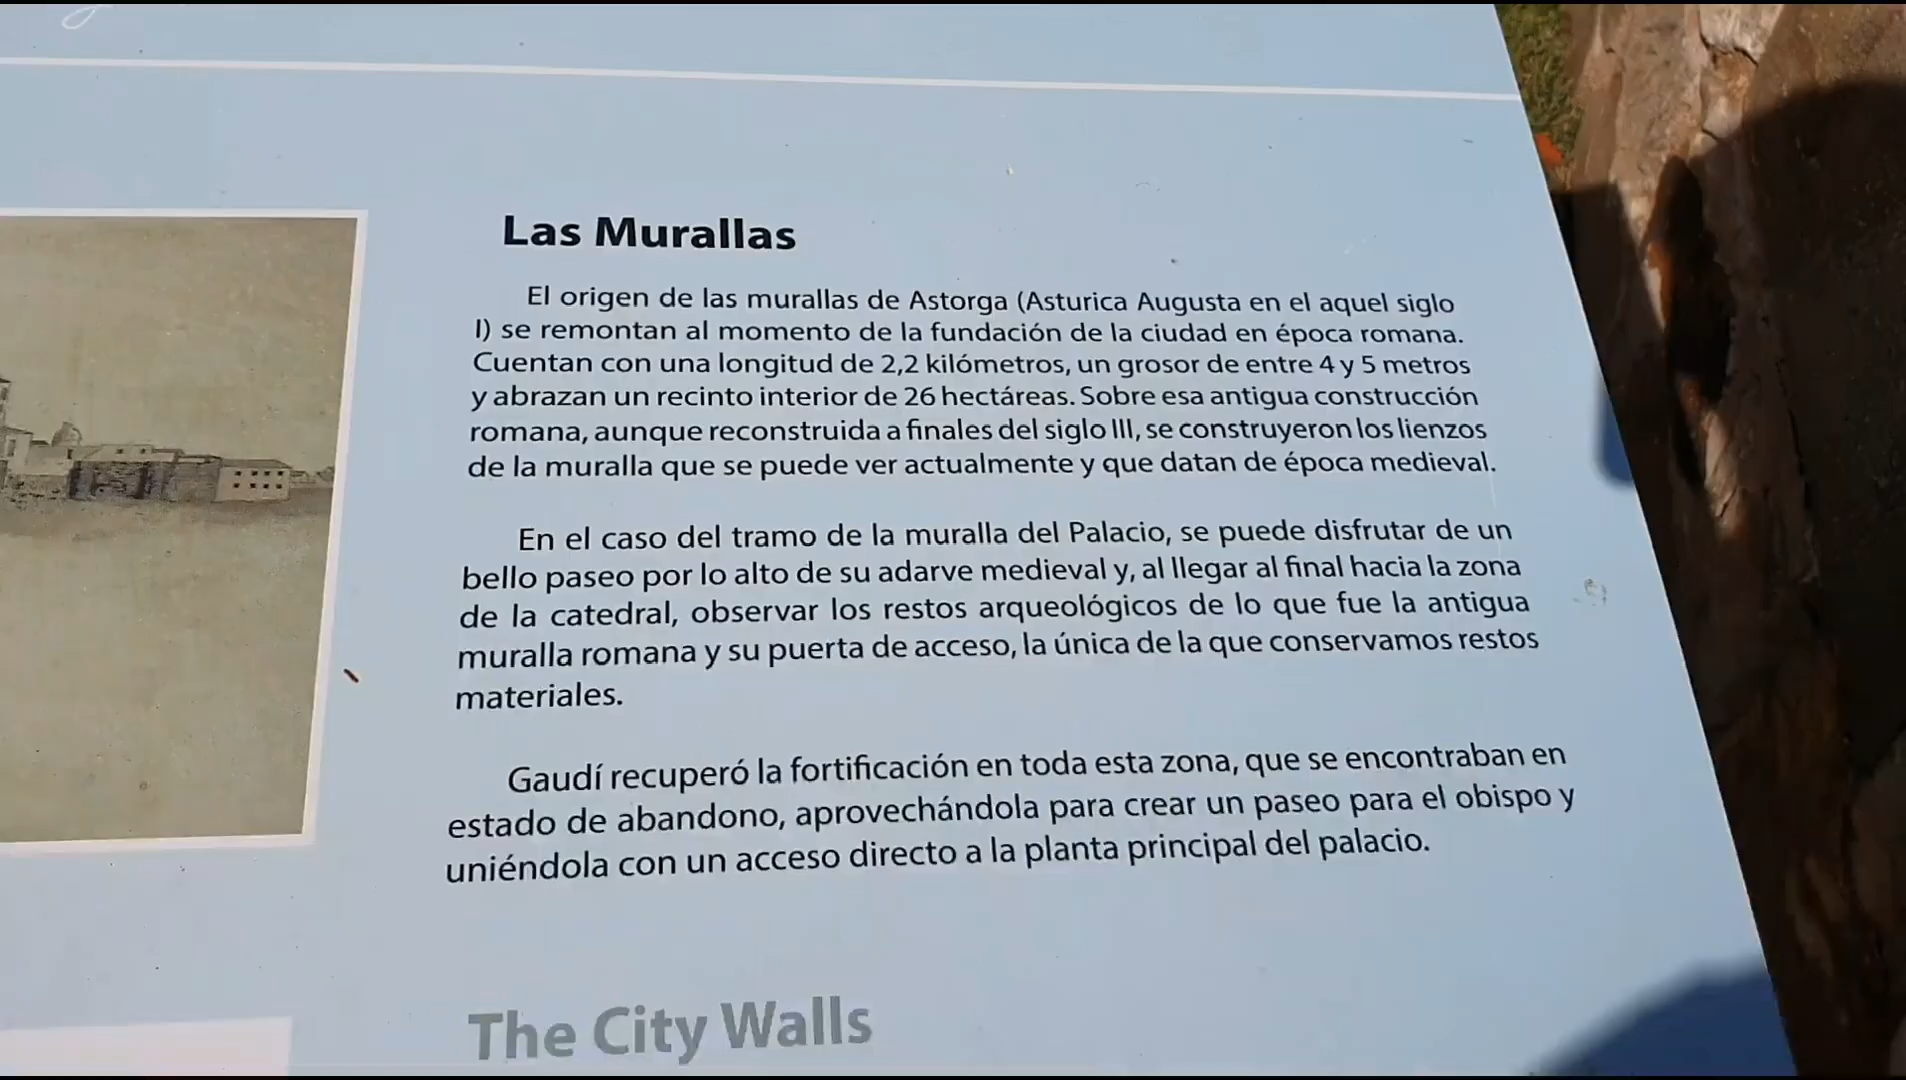 Las Murallas
El origen de las murallas de Astorga (Asturica Augusta en el aquel siglo
I) se remontan al momento de la fundación de la ciudad en época romana.
Cuentan con una longitud de 2,2 kilómetros, un grosor de entre 4 y 5 metros
y abrazan un recinto interior de 26 hectáreas. Sobre esa antigua construcción
romana, aunque reconstruida a finales del siglo III, se construyeron los lienzos
de la muralla que se puede ver actualmente y que datan de época medieval.
En el caso del tramo de la muralla del Palacio, se puede disfrutar de un
bello paseo por lo alto de su adarve medieval y, al llegar al final hacia la zona
de la catedral, observar los restos arqueológicos de lo que fue la antigua
muralla romana y su puerta de acceso, la única de la que conservamos restos
materiales.
Gaudí recuperó la fortificación en toda esta zona, que se encontraban en
estado de abandono, aprovechándola para crear un paseo para el obispo y
uniéndola con un acceso directo a la planta principal del palacio.
The City Walls